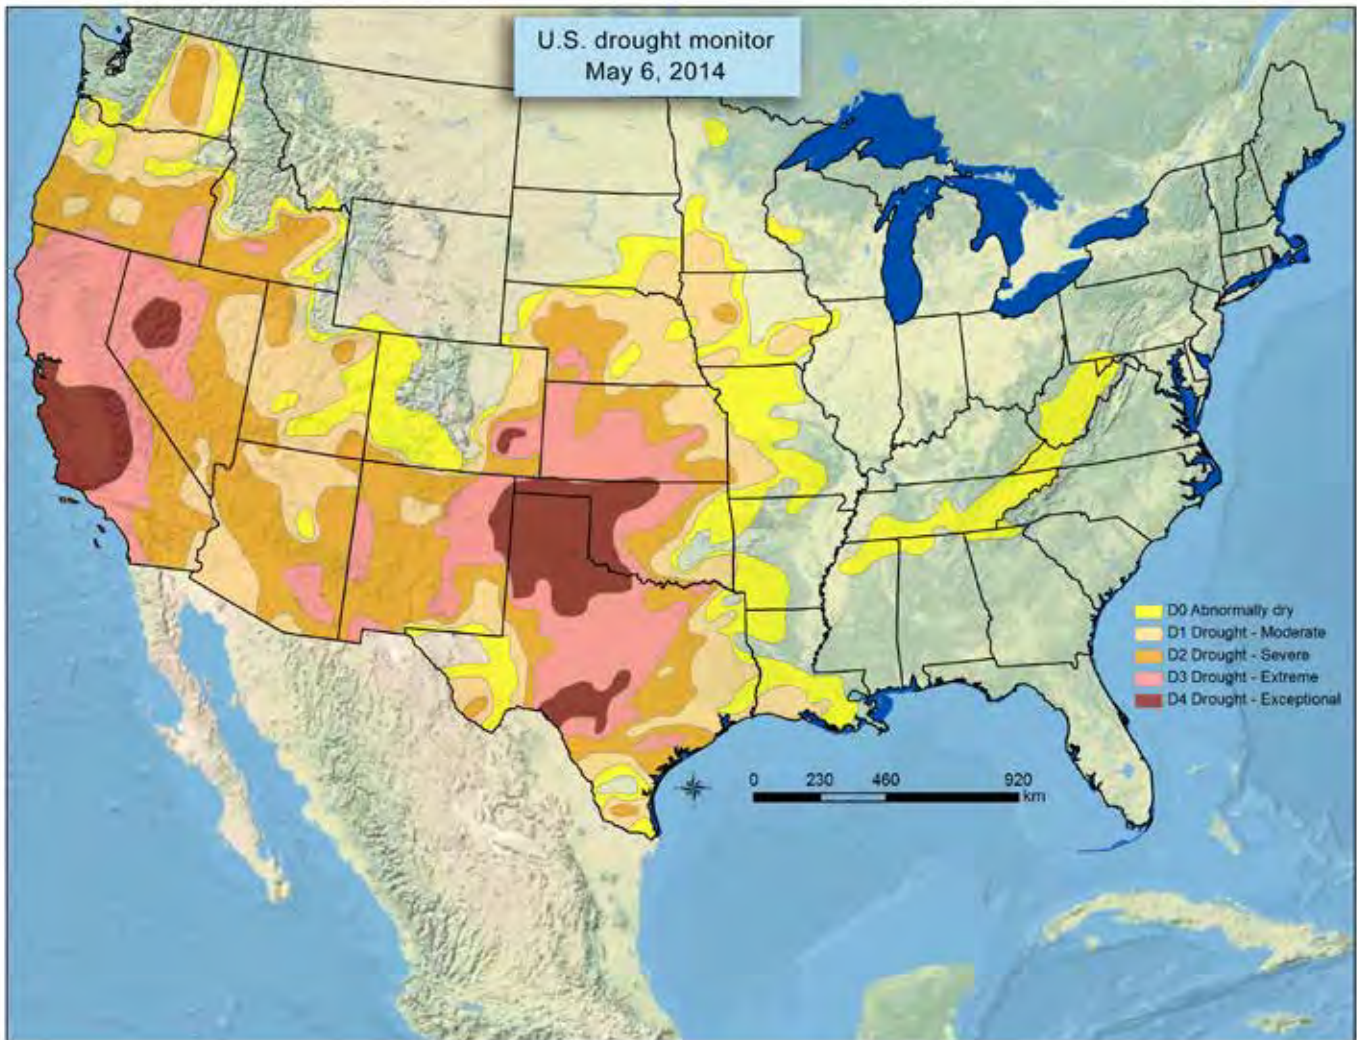 U.S. drought monitor
May 6, 2014
D0 Abnormally dry
D1 Drought - Moderate
D2 Drought - Severe
D3 Drought - Extreme
D4 Drought - Exceptional
0 230 460 920
km